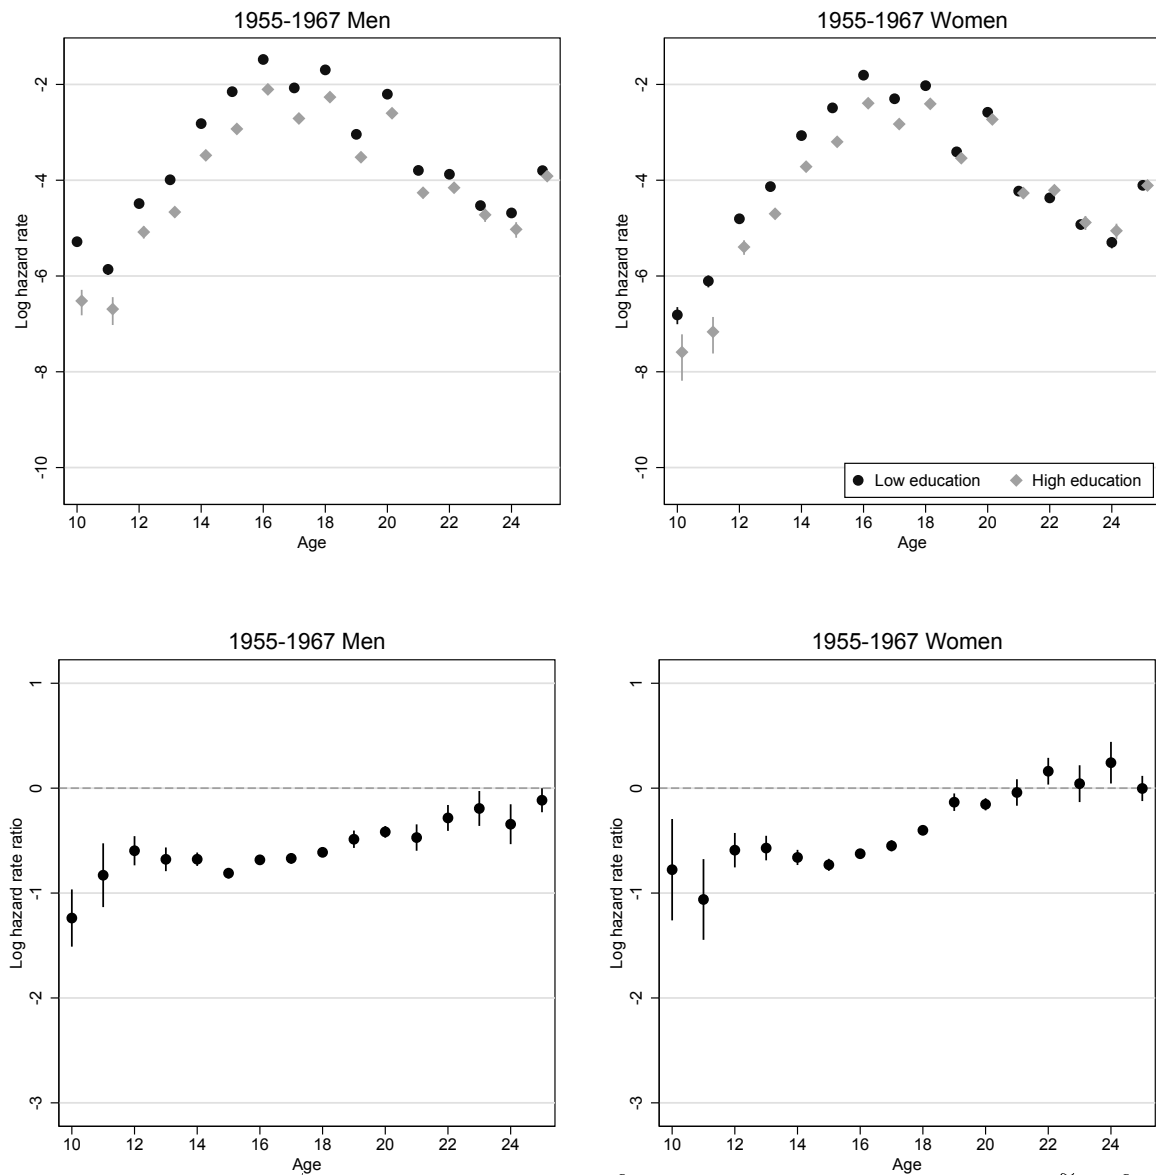 1955-1967 Men
Log hazard rate
-2
-4
-6
-8
-10
10 12 14 16 18 20 22 24
Age
1955-1967 Women
Log hazard rate
-2
-4
-6
-8
-10
Low education High education
10 12 14 16 18 20 22 24
Age
1955-1967 Men
Log hazard rate ratio
1
0
-1
-2
-3
10 12 14 16 18 20 22 24
Age
1955-1967 Women
Log hazard rate ratio
1
0
-1
-2
-3
10 12 14 16 18 20 22 24
Age